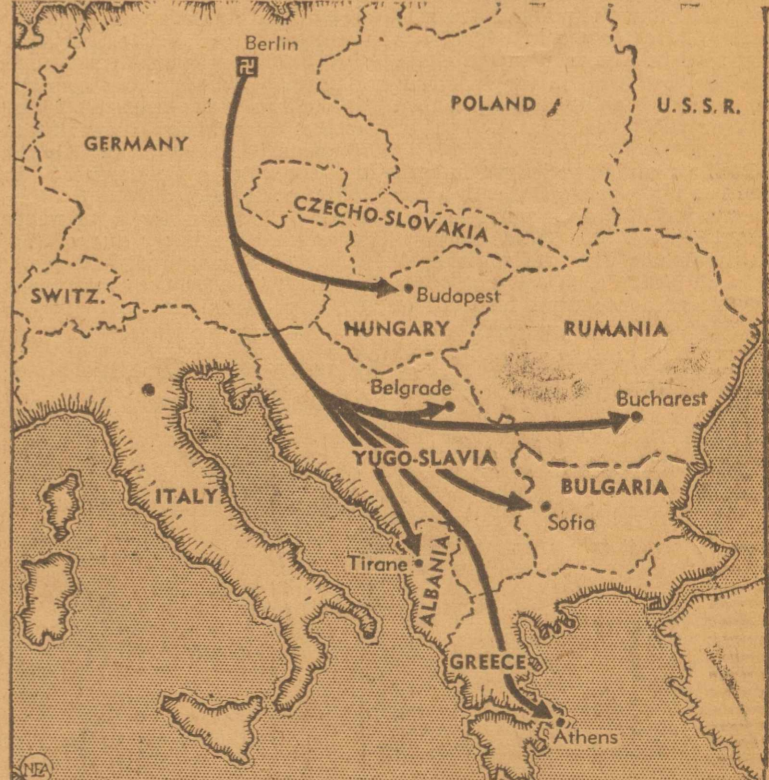 Berlin
POLAND
U.S.S.R.
GERMANY
CZECHO-SLOVAKIA
SWITZ.
Budapest
HUNGARY
RUMANIA
Belgrade
Bucharest
YUGO-SLAVIA
BULGARIA
ITALY
Sofia
Tirane
ALBANIA
GREECE
Athens
NEA